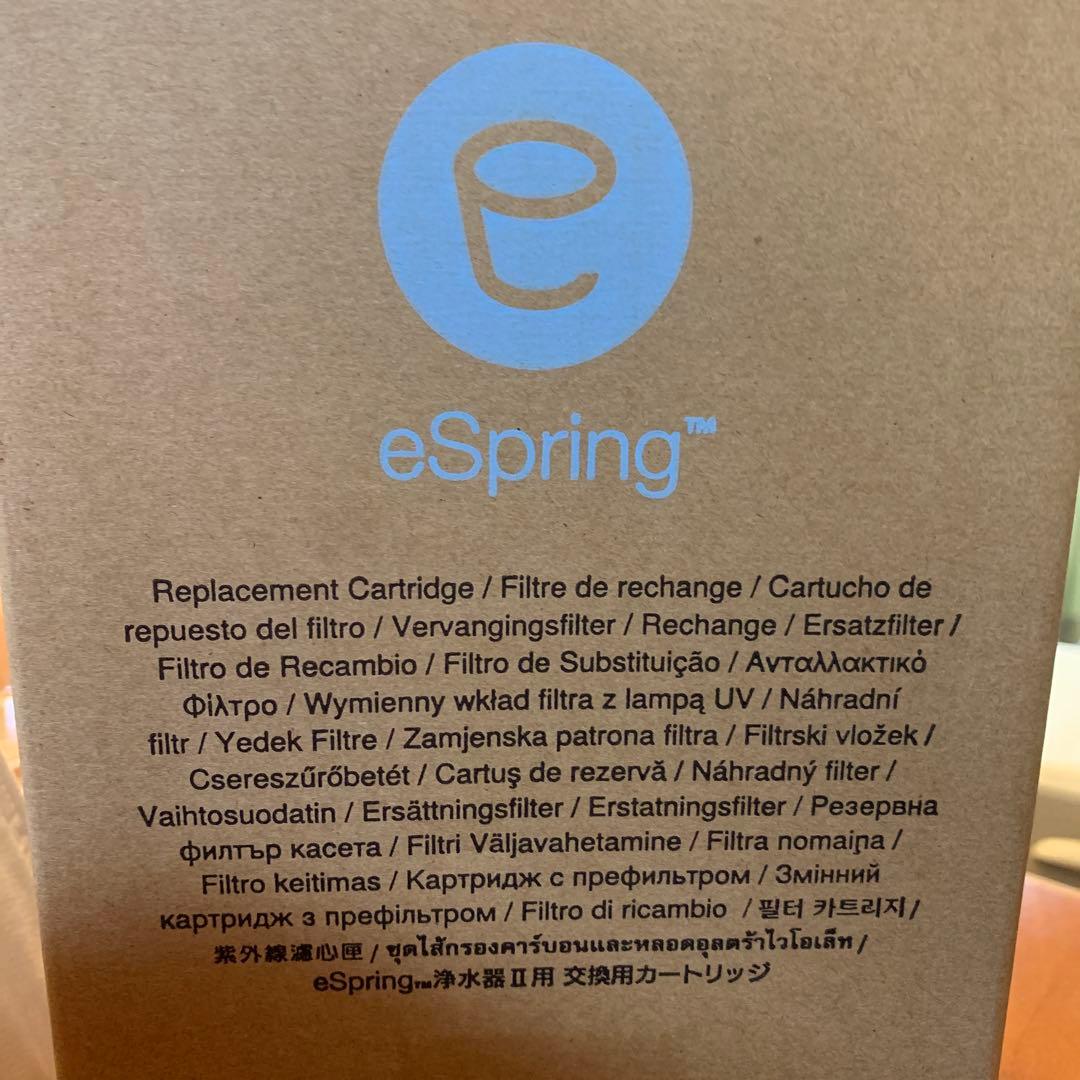 eSpring™
Replacement Cartridge / Filtre de rechange / Cartucho de
repuesto del filtro / Vervangingsfilter / Rechange / Ersatzfilter /
Filtro de Recambio / Filtro de Substituição / Ανταλλακτικό
Φίλτρο / Wymienny wkład filtra z lampą UV / Náhradní
filtr / Yedek Filtre / Zamjenska patrona filtra / Filtrski vložek /
Csereszűrőbetét / Cartuş de rezervă / Náhradný filter /
Vaihtosuodatin / Ersättningsfilter / Erstatningsfilter / Резервна
филтър касета / Filtri Väljavahetamine / Filtra nomaiņa /
Filtro keitimas / Картридж с префильтром / Змінний
картридж з префільтром / Filtro di ricambio / 필터 카트리지 /
紫外線濾心匣 / ชุดไส้กรองคาร์บอนและหลอดอุลตร้าไวโอเล็ท /
eSpring™浄水器Ⅱ用 交換用カートリッジ